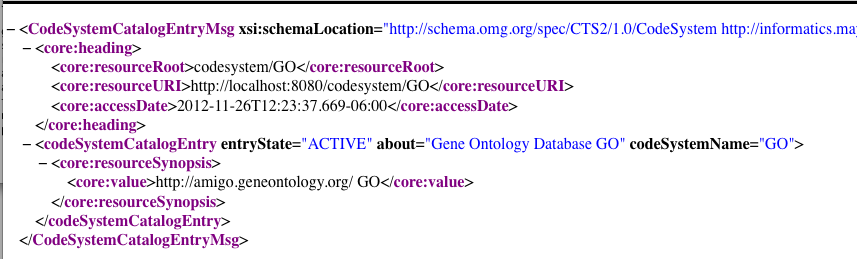 − <CodeSystemCatalogEntryMsg xsi:schemaLocation="http://schema.omg.org/spec/CTS2/1.0/CodeSystem http://informatics.may
− <core:heading>
<core:resourceRoot>codesystem/GO</core:resourceRoot>
<core:resourceURI>http://localhost:8080/codesystem/GO</core:resourceURI>
<core:accessDate>2012-11-26T12:23:37.669-06:00</core:accessDate>
</core:heading>
− <codeSystemCatalogEntry entryState="ACTIVE" about="Gene Ontology Database GO" codeSystemName="GO">
− <core:resourceSynopsis>
<core:value>http://amigo.geneontology.org/ GO</core:value>
</core:resourceSynopsis>
</codeSystemCatalogEntry>
</CodeSystemCatalogEntryMsg>